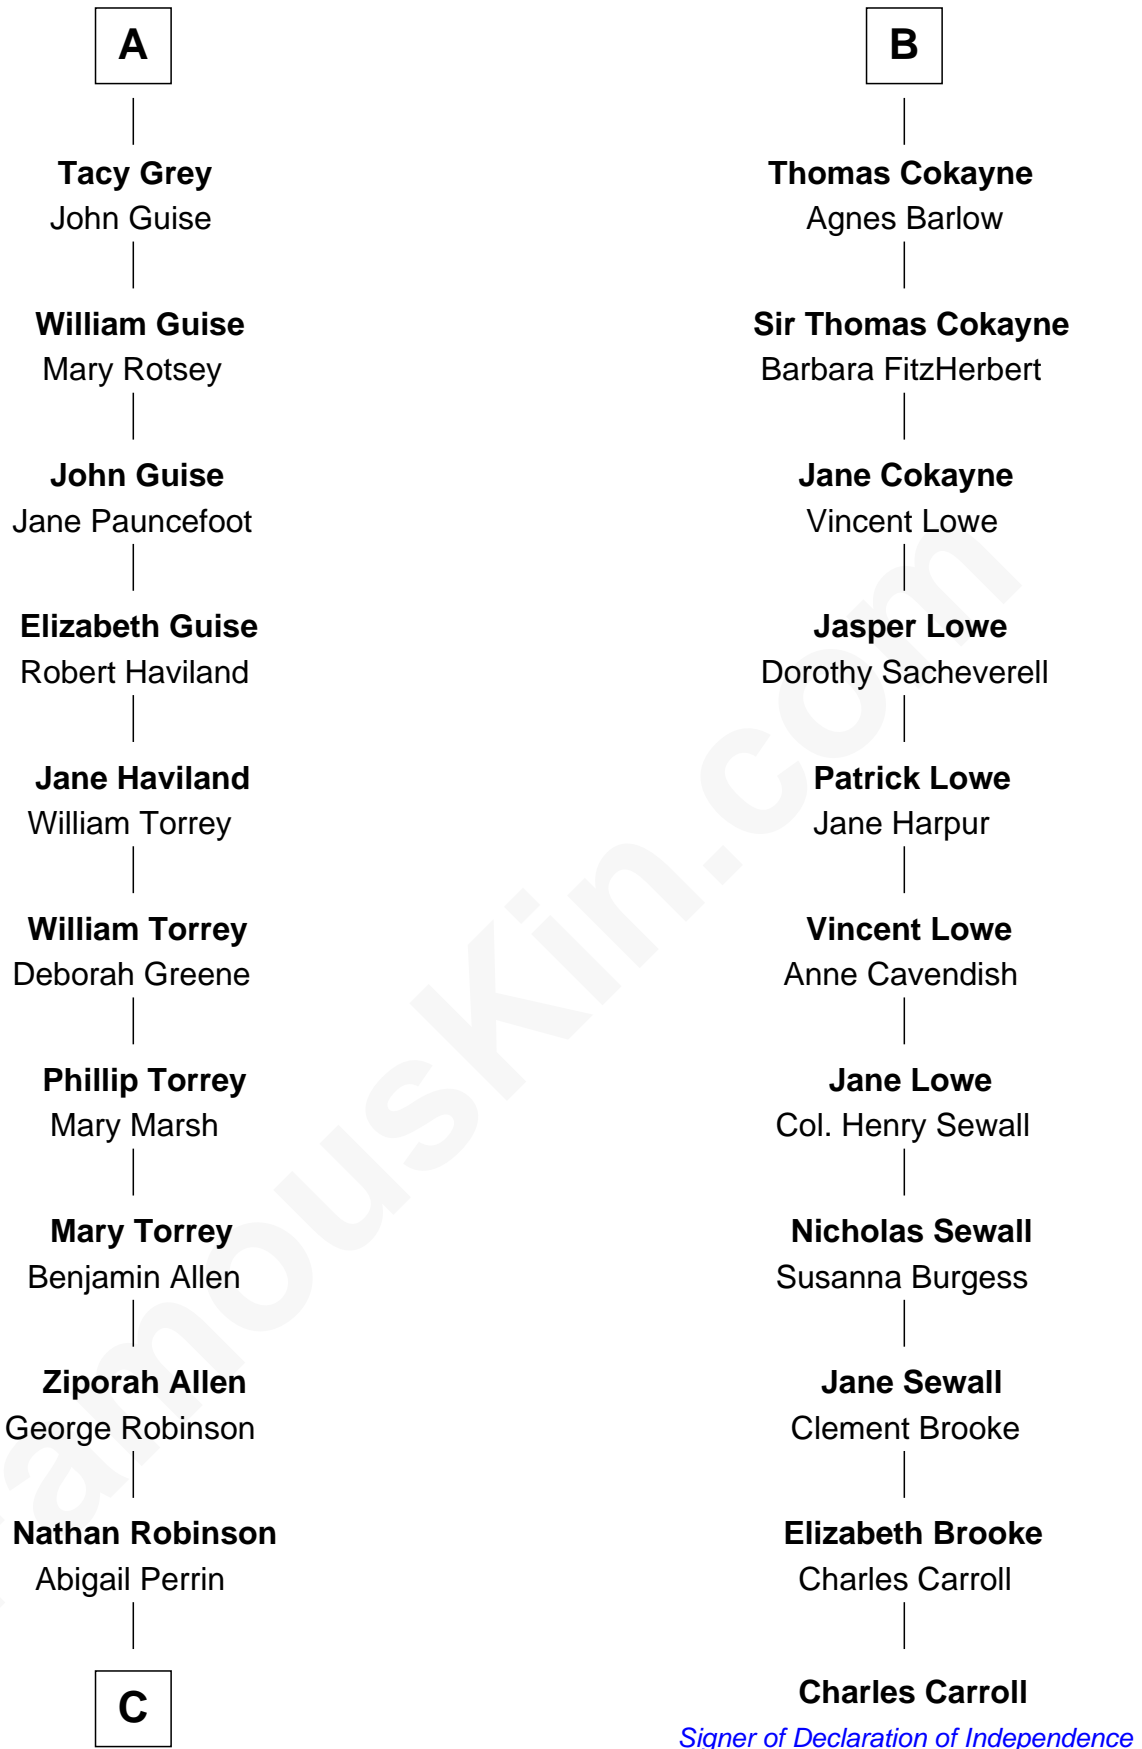 A
Tacy Grey
John Guise
William Guise
Mary Rotsey
John Guise
Jane Pauncefoot
Elizabeth Guise
Robert Haviland
Jane Haviland
William Torrey
William Torrey
Deborah Greene
Phillip Torrey
Mary Marsh
Mary Torrey
Benjamin Allen
Ziporah Allen
George Robinson
Nathan Robinson
Abigail Perrin
C
B
Thomas Cokayne
Agnes Barlow
Sir Thomas Cokayne
Barbara FitzHerbert
Jane Cokayne
Vincent Lowe
Jasper Lowe
Dorothy Sacheverell
Patrick Lowe
Jane Harpur
Vincent Lowe
Anne Cavendish
Jane Lowe
Col. Henry Sewall
Nicholas Sewall
Susanna Burgess
Jane Sewall
Clement Brooke
Elizabeth Brooke
Charles Carroll
Charles Carroll
Signer of Declaration of Independence
FamousKin.com